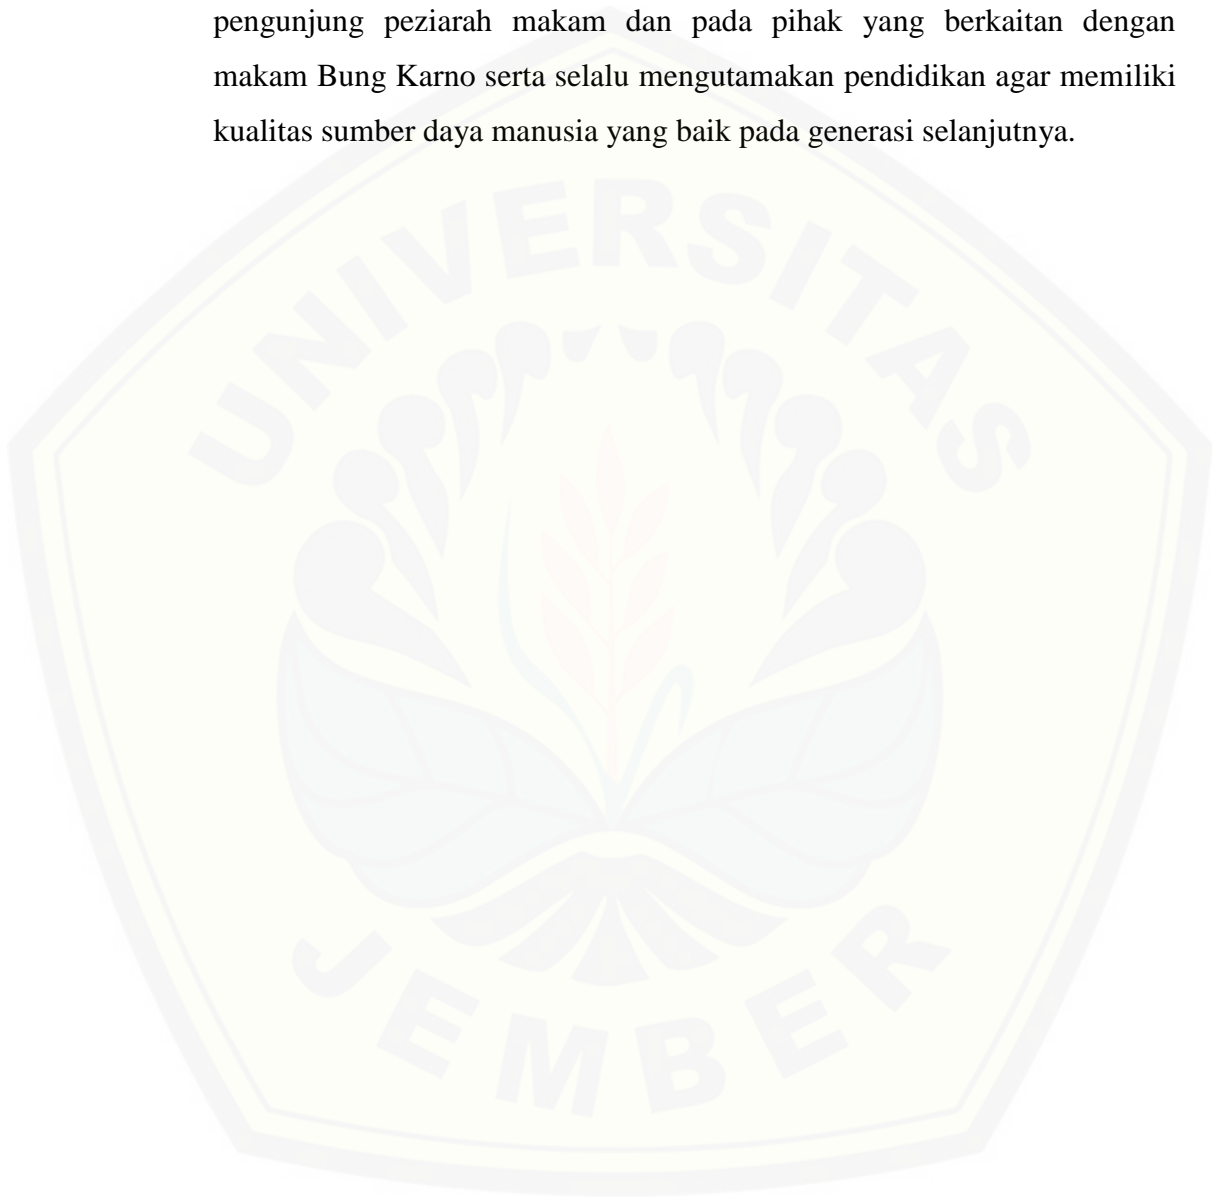 pengunjung peziarah makam dan pada pihak yang berkaitan dengan
makam Bung Karno serta selalu mengutamakan pendidikan agar memiliki
kualitas sumber daya manusia yang baik pada generasi selanjutnya.
UNIVERSITAS
JEMBER